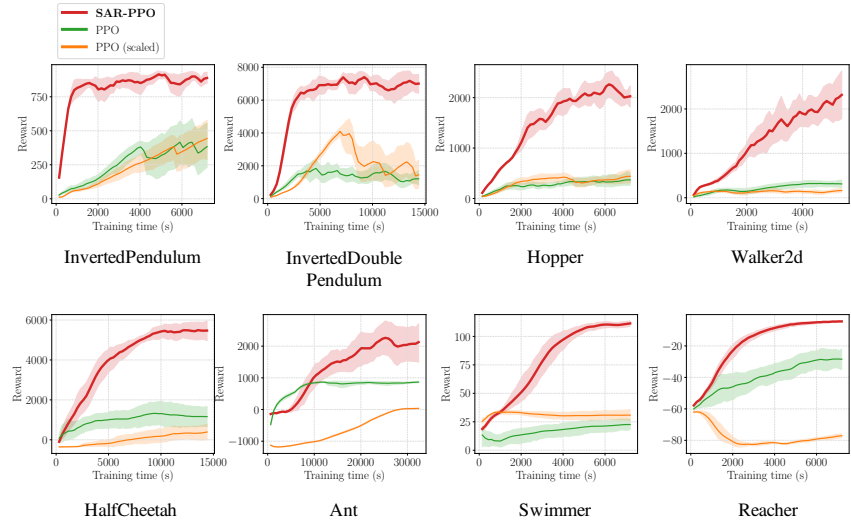 SAR-PPO
PPO
PPO (scaled)
Reward
750
500
250
0
0 2000 4000 6000
Training time (s)
InvertedPendulum
Reward
8000
6000
4000
2000
0
0 5000 10000 15000
Training time (s)
InvertedDouble
Pendulum
Reward
2000
1000
0
0 2000 4000 6000
Training time (s)
Hopper
Reward
2000
1000
0
0 2000 4000
Training time (s)
Walker2d
Reward
6000
4000
2000
0
0 5000 10000 15000
Training time (s)
HalfCheetah
Reward
2000
1000
0
−1000
0 10000 20000 30000
Training time (s)
Ant
Reward
100
75
50
25
0
0 2000 4000 6000
Training time (s)
Swimmer
Reward
−20
−40
−60
−80
0 2000 4000 6000
Training time (s)
Reacher